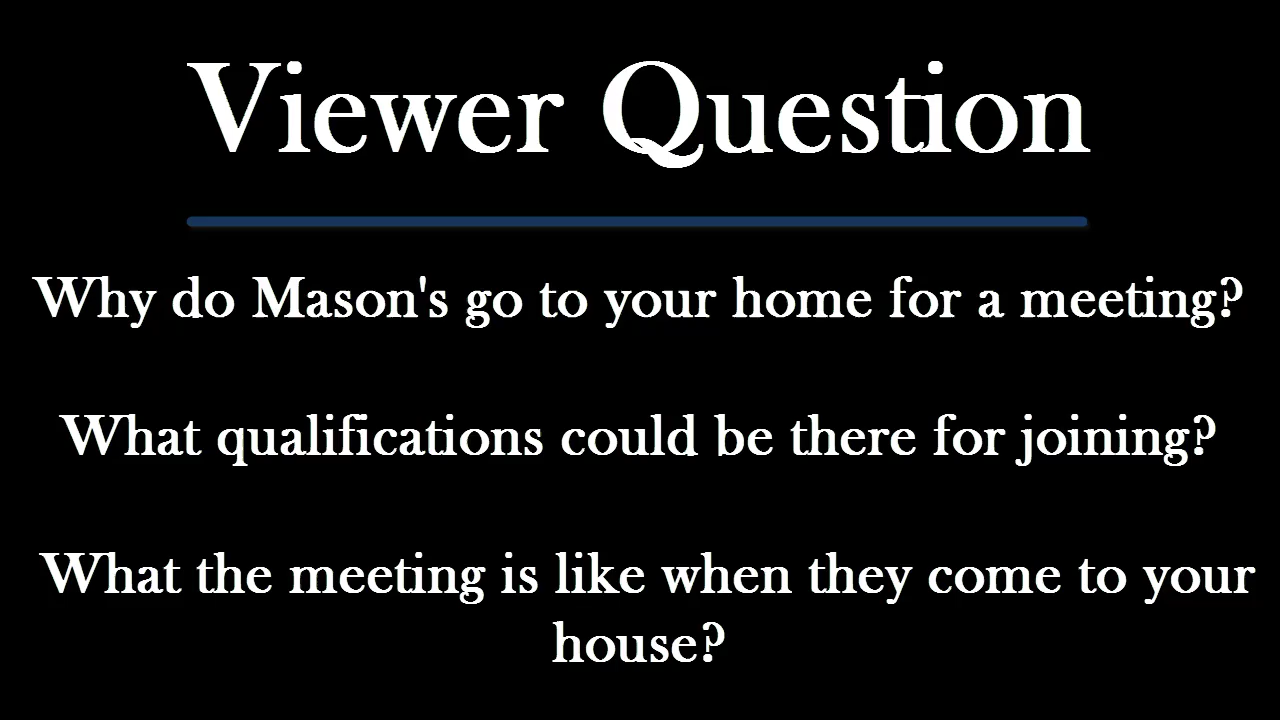 Viewer Question
Why do Mason's go to your home for a meeting?
What qualifications could be there for joining?
What the meeting is like when they come to your
house?